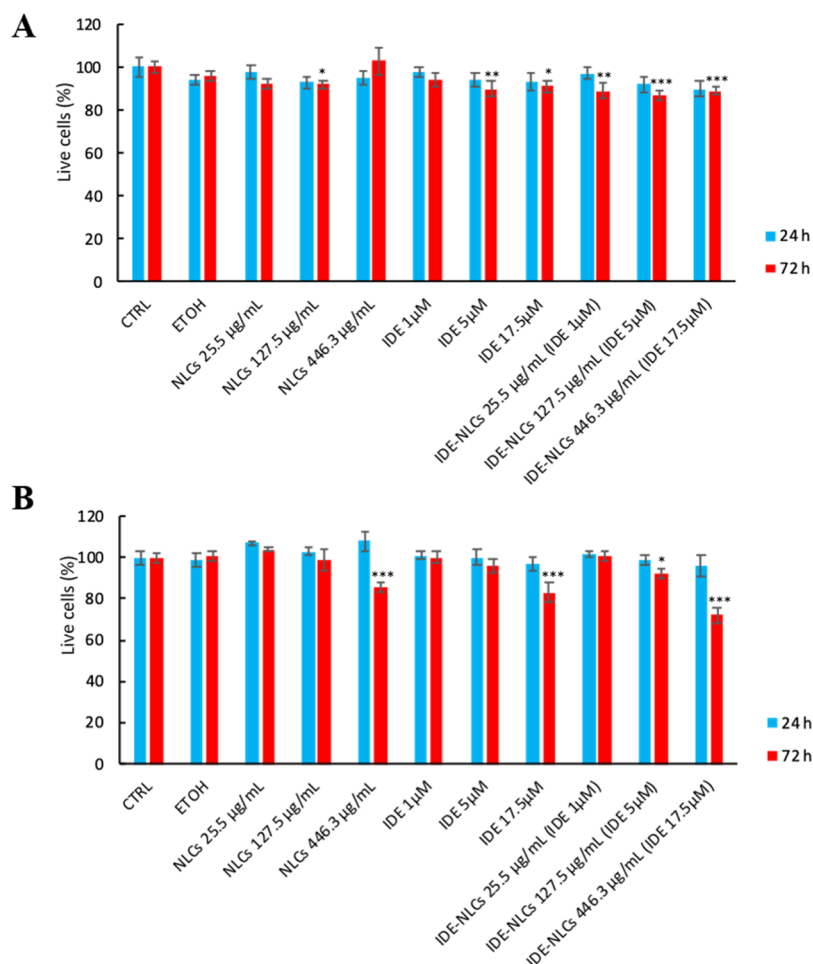 A
120
100
80
60
40
20
0
Live cells (%)
* ** * ** *** ***
24 h
72 h
CTRL
ETOH
NLCs 25.5 µg/mL
NLCs 127.5 µg/mL
NLCs 446.3 µg/mL
IDE 1µM
IDE 5µM
IDE 17.5µM
IDE-NLCs 25.5 µg/mL (IDE 1µM)
IDE-NLCs 127.5 µg/mL (IDE 5µM)
IDE-NLCs 446.3 µg/mL (IDE 17.5µM)
B
120
100
80
60
40
20
0
Live cells (%)
*** *** * ***
24 h
72 h
CTRL
ETOH
NLCs 25.5 µg/mL
NLCs 127.5 µg/mL
NLCs 446.3 µg/mL
IDE 1µM
IDE 5µM
IDE 17.5µM
IDE-NLCs 25.5 µg/mL (IDE 1µM)
IDE-NLCs 127.5 µg/mL (IDE 5µM)
IDE-NLCs 446.3 µg/mL (IDE 17.5µM)